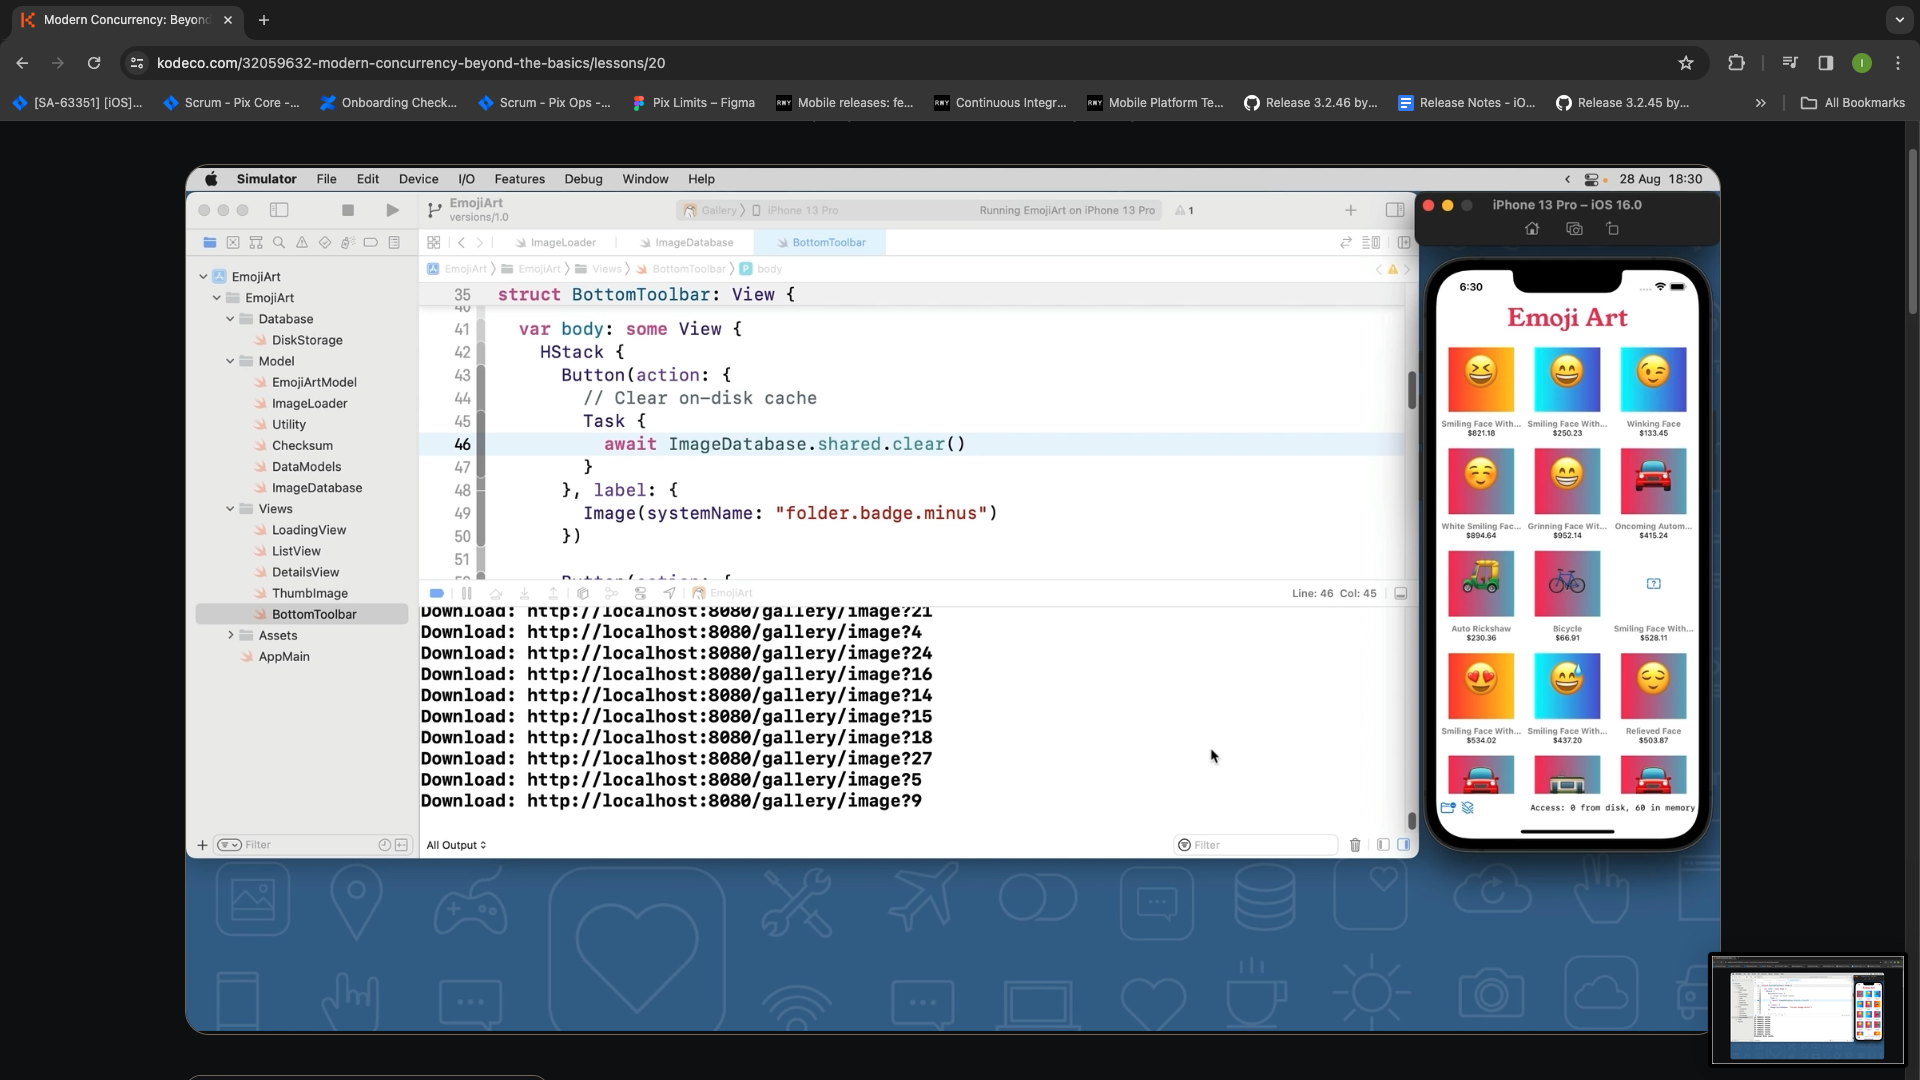 Modern Concurrency: Beyond
kodeco.com/32059632-modern-concurrency-beyond-the-basics/lessons/20
[SA-63351] [iOS]...
Scrum - Pix Core -...
Onboarding Check...
Scrum - Pix Ops -...
Pix Limits – Figma
RWY Mobile releases: fe...
RWY Continuous Integr...
RWY Mobile Platform Te...
Release 3.2.46 by...
Release Notes - iO...
Release 3.2.45 by...
»
All Bookmarks
Simulator File Edit Device I/O Features Debug Window Help
28 Aug 18:30
EmojiArt
versions/1.0
Gallery
iPhone 13 Pro
Running EmojiArt on iPhone 13 Pro
1
ImageLoader
ImageDatabase
BottomToolbar
EmojiArt
EmojiArt
Views
BottomToolbar
body
EmojiArt
EmojiArt
Database
DiskStorage
Model
EmojiArtModel
ImageLoader
Utility
Checksum
DataModels
ImageDatabase
Views
LoadingView
ListView
DetailsView
ThumbImage
BottomToolbar
Assets
AppMain
Filter
35 struct BottomToolbar: View {
40
41 var body: some View {
42 HStack {
43 Button(action: {
44 // Clear on-disk cache
45 Task {
46 await ImageDatabase.shared.clear()
47 }
48 }, label: {
49 Image(systemName: "folder.badge.minus")
50 })
51
EmojiArt
Line: 46 Col: 45
Download: http://localhost:8080/gallery/image?21
Download: http://localhost:8080/gallery/image?4
Download: http://localhost:8080/gallery/image?24
Download: http://localhost:8080/gallery/image?16
Download: http://localhost:8080/gallery/image?14
Download: http://localhost:8080/gallery/image?15
Download: http://localhost:8080/gallery/image?18
Download: http://localhost:8080/gallery/image?27
Download: http://localhost:8080/gallery/image?5
Download: http://localhost:8080/gallery/image?9
All Output
Filter
iPhone 13 Pro – iOS 16.0
6:30
Emoji Art
Smiling Face With...
$821.18
Smiling Face With...
$250.23
Winking Face
$133.45
White Smiling Fac...
$894.64
Grinning Face Wit...
$952.14
Oncoming Autom...
$415.24
Auto Rickshaw
$230.36
Bicycle
$66.91
Smiling Face With...
$528.11
Smiling Face With...
$534.02
Smiling Face With...
$437.20
Relieved Face
$503.87
Access: 0 from disk, 60 in memory